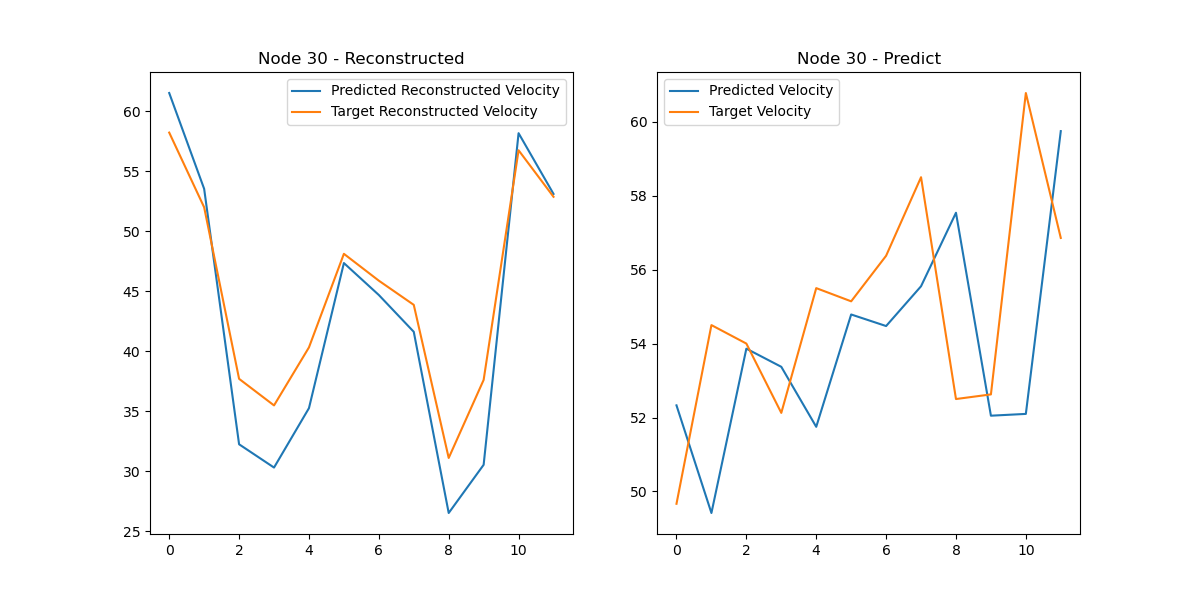 Node 30 - Reconstructed
Predicted Reconstructed Velocity
Target Reconstructed Velocity
60
55
50
45
40
35
30
25
0 2 4 6 8 10
Node 30 - Predict
Predicted Velocity
Target Velocity
60
58
56
54
52
50
0 2 4 6 8 10